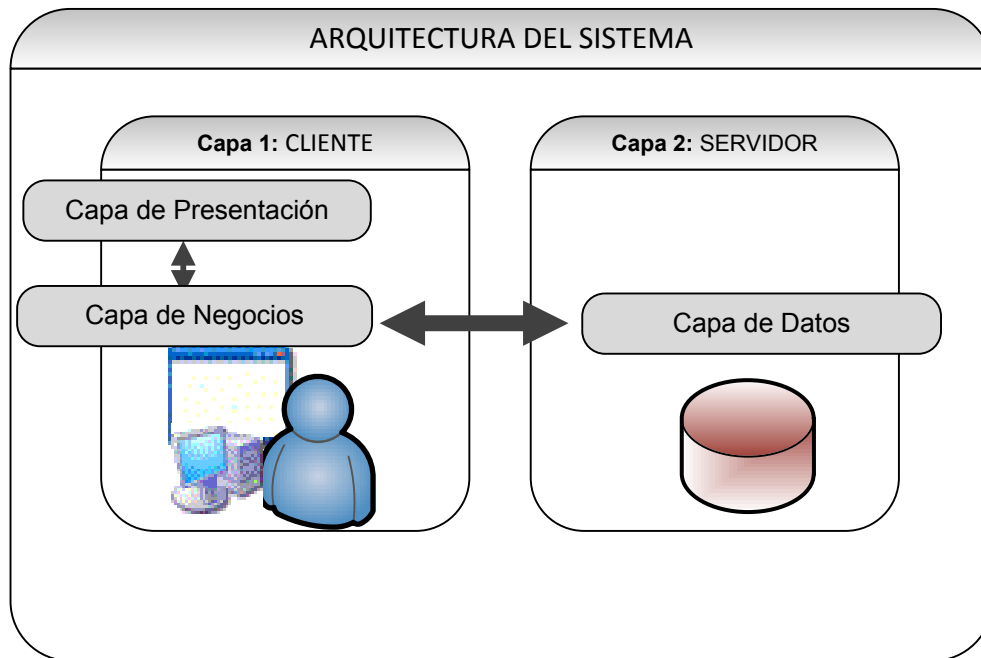 ARQUITECTURA DEL SISTEMA
Capa 1: CLIENTE
Capa de Presentación
Capa de Negocios
Capa 2: SERVIDOR
Capa de Datos